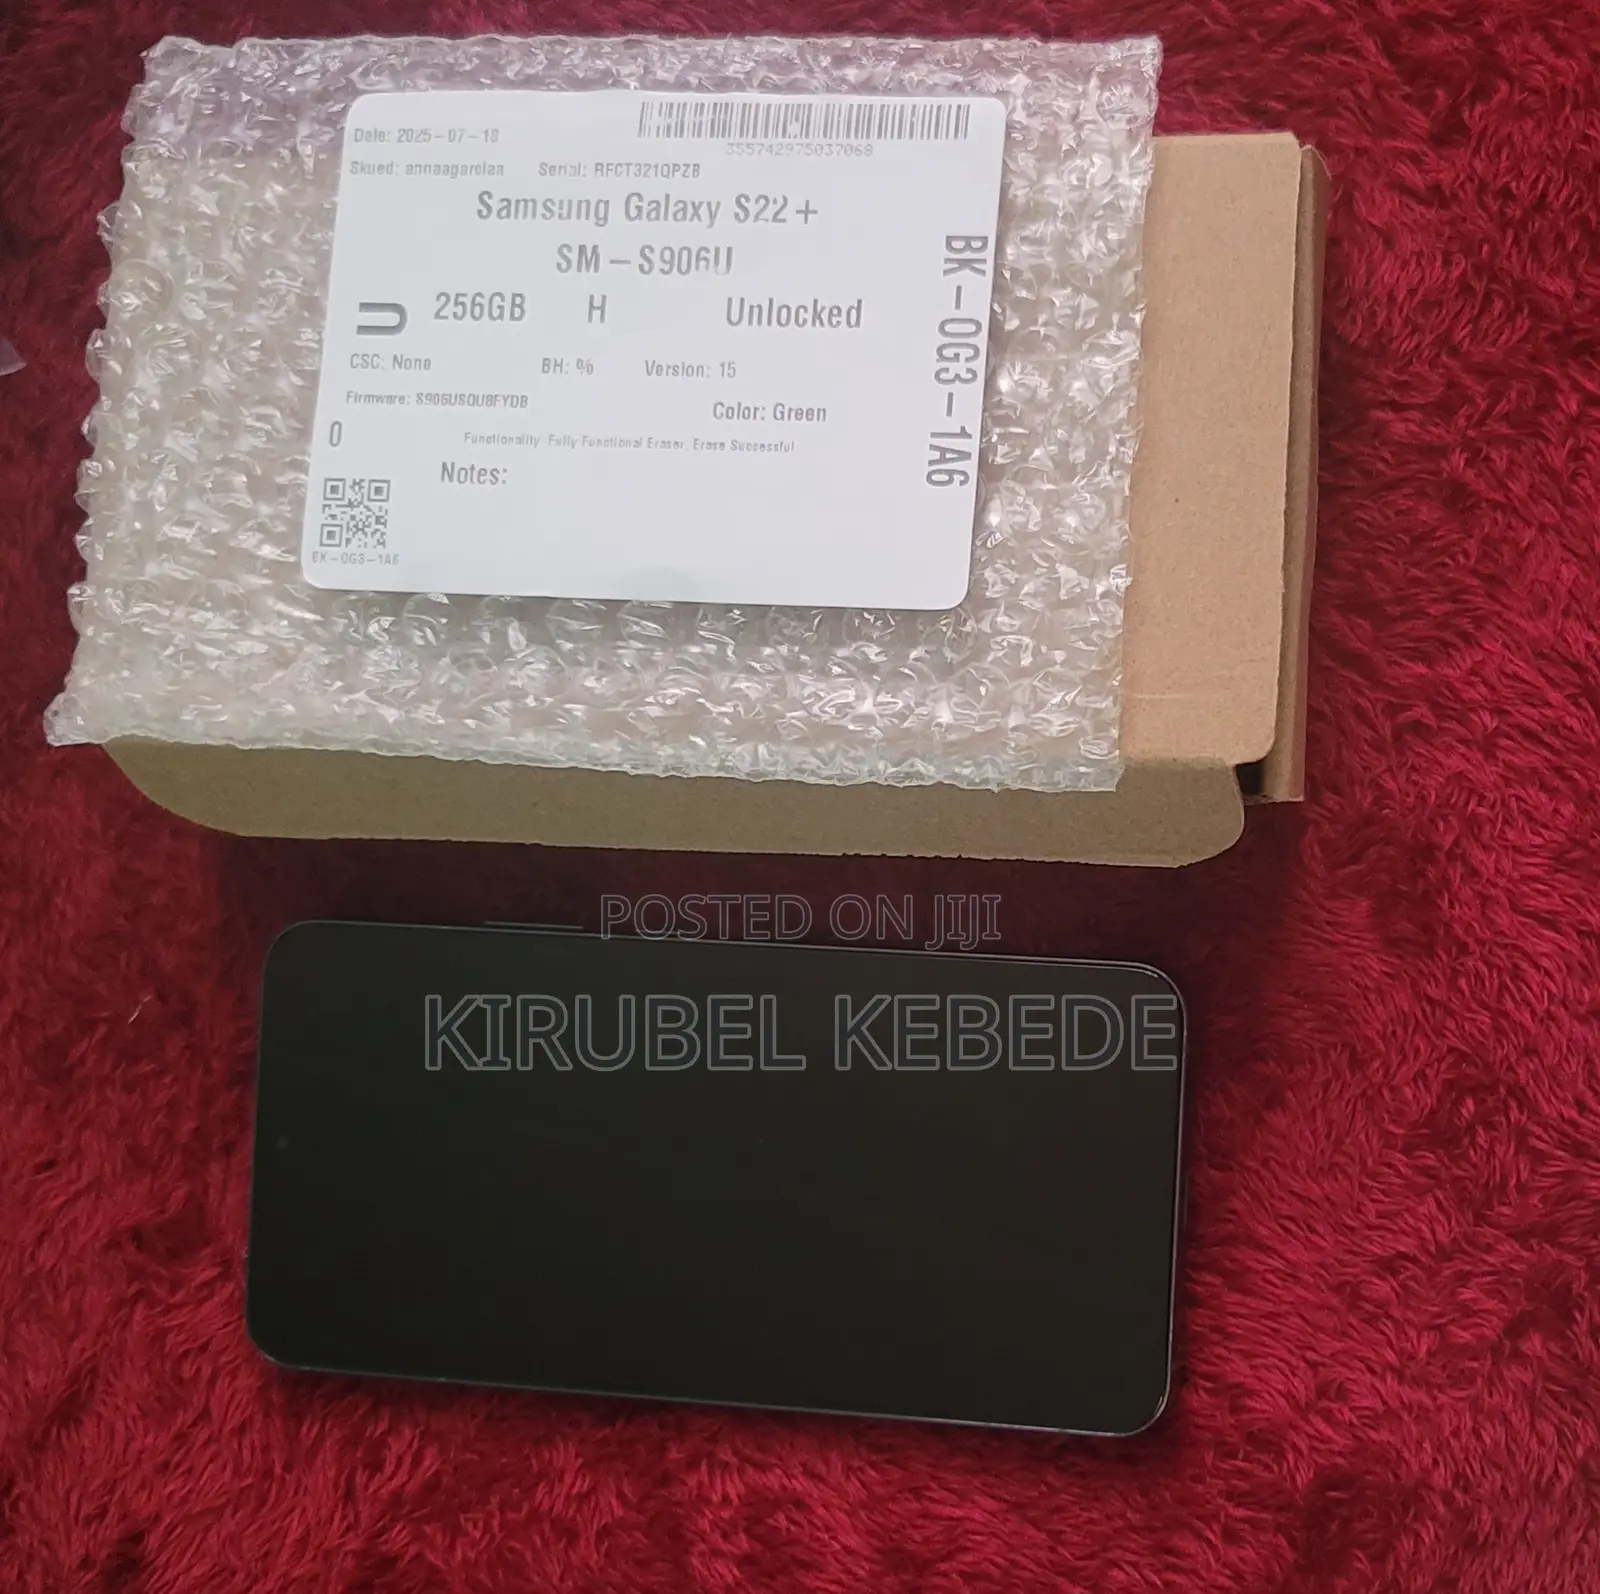 Date: 2025-07-18
355742975037068
Skued: annaagarciaa Serial: RFCT321QPZB
Samsung Galaxy S22+
SM-S906U
U 256GB H Unlocked
CSC: None BH: % Version: 15
Firmware: S906USQU8FYDB
Color: Green
0
Functionality: Fully Functional Eraser: Erase Successful
Notes:
BK-0G3-1A6
BK-0G3-1A6
POSTED ON JIJI
KIRUBEL KEBEDE